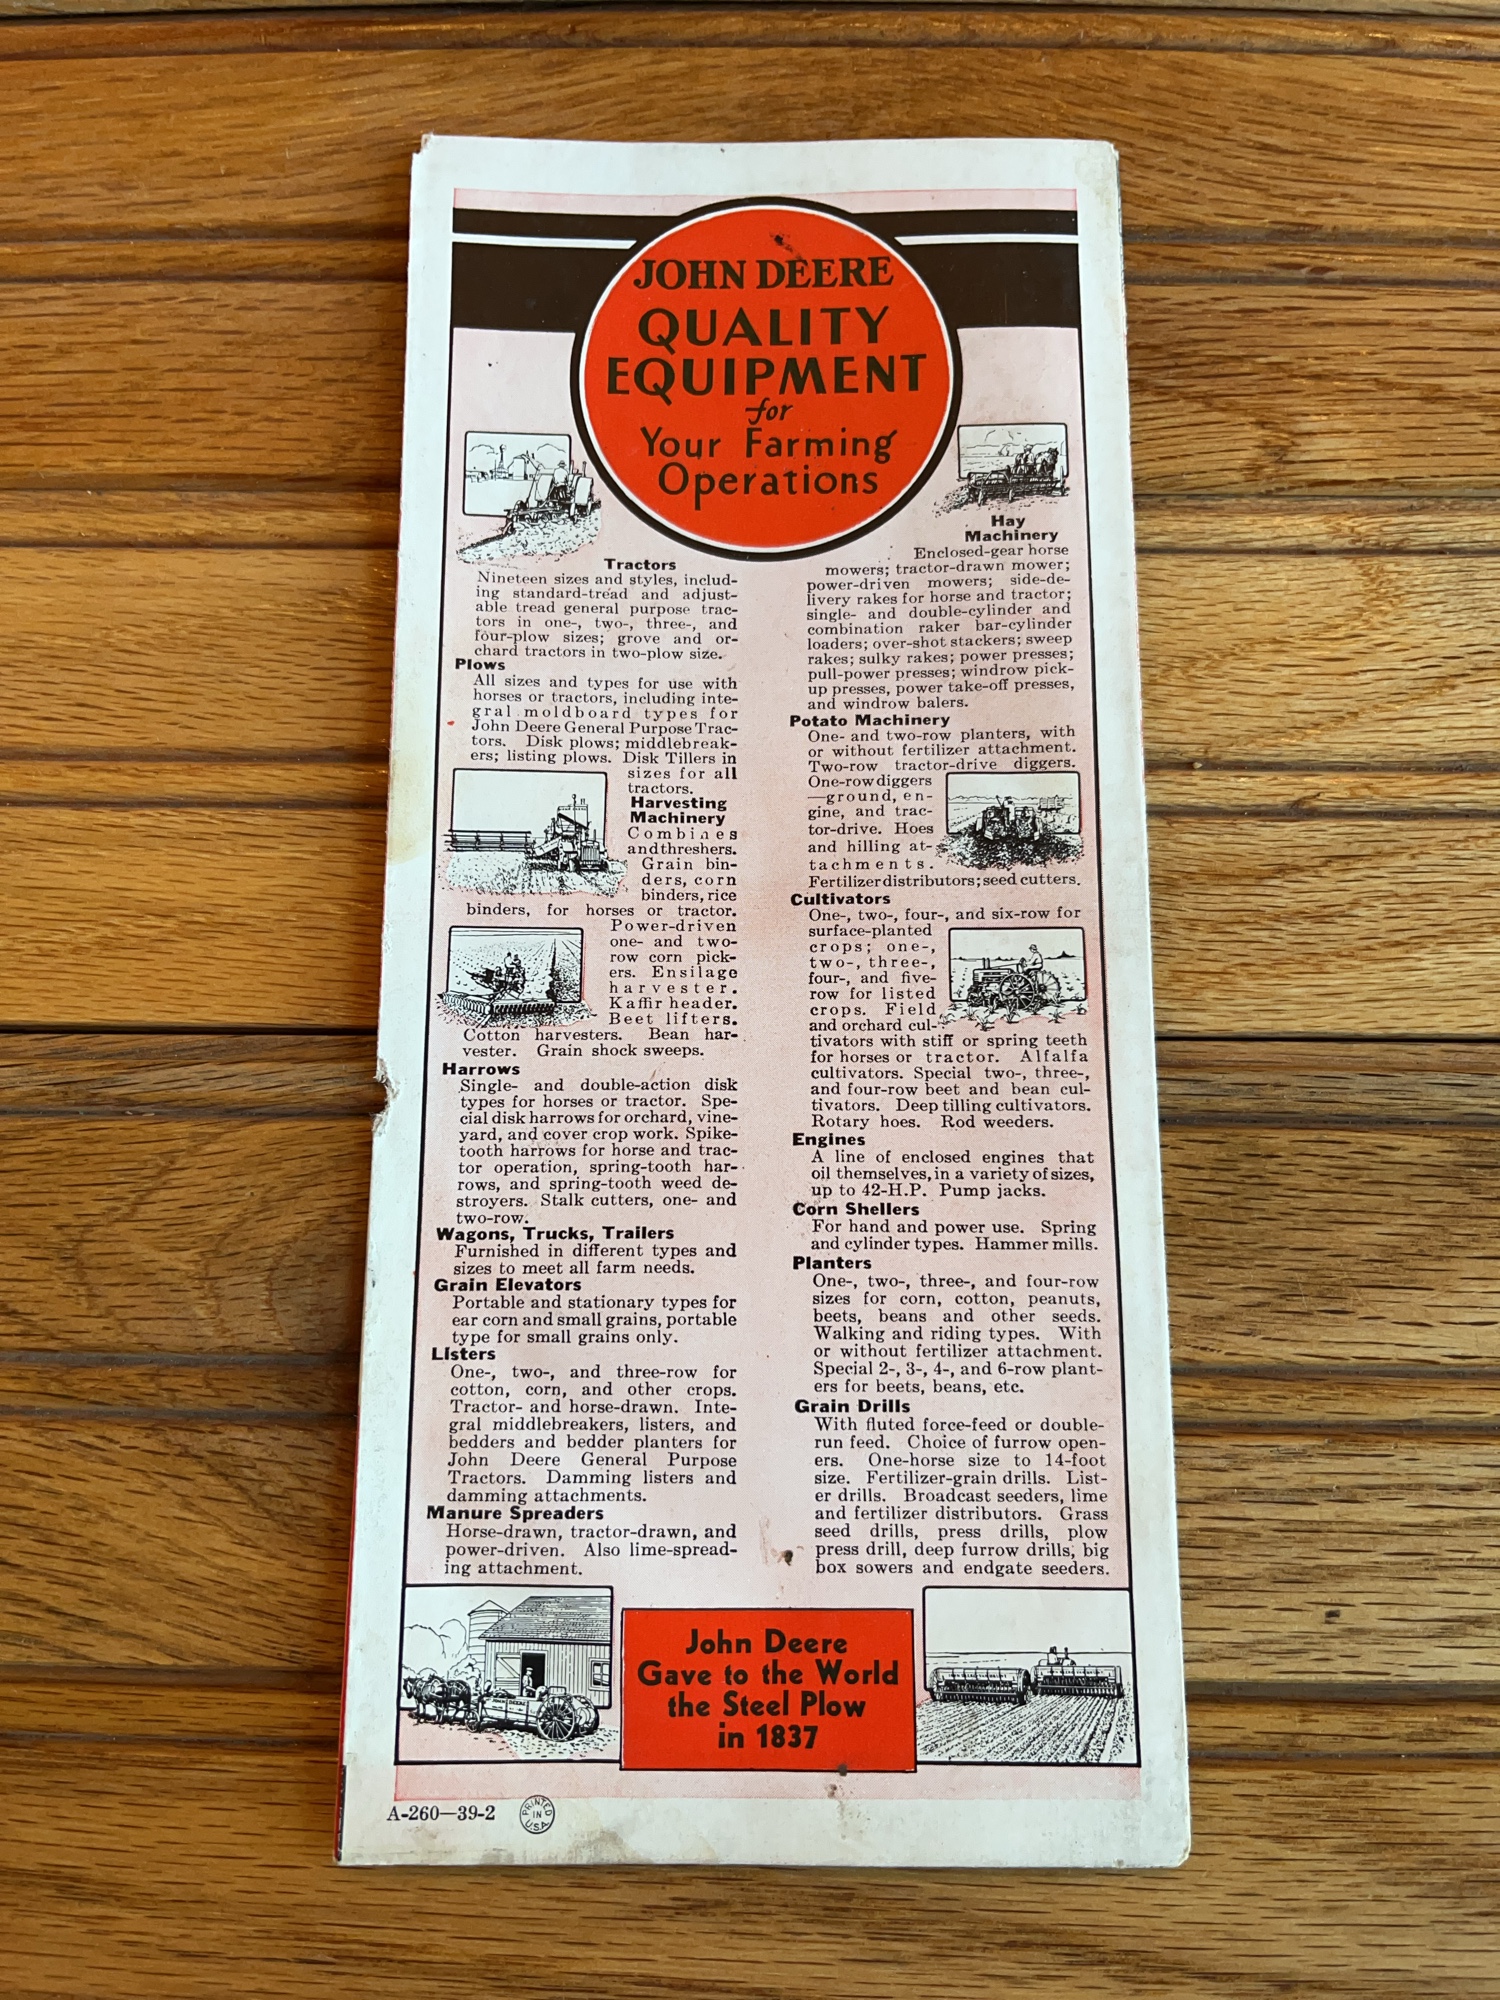 JOHN DEERE
QUALITY
EQUIPMENT
for
Your Farming
Operations
Tractors
Nineteen sizes and styles, includ-
ing standard-tread and adjust-
able tread general purpose trac-
tors in one-, two-, three-, and
four-plow sizes; grove and or-
chard tractors in two-plow size.
Plows
All sizes and types for use with
horses or tractors, including inte-
gral moldboard types for
John Deere General Purpose Trac-
tors. Disk plows; middlebreak-
ers; listing plows. Disk Tillers in
sizes for all
tractors.
Harvesting
Machinery
Combines
and threshers.
Grain bin-
ders, corn
binders, rice
binders, for horses or tractor.
Power-driven
one- and two-
row corn pick-
ers. Ensilage
harvester.
Kaffir header.
Beet lifters.
Cotton harvesters. Bean har-
vester. Grain shock sweeps.
Harrows
Single- and double-action disk
types for horses or tractor. Spe-
cial disk harrows for orchard, vine-
yard, and cover crop work. Spike-
tooth harrows for horse and trac-
tor operation, spring-tooth har-
rows, and spring-tooth weed de-
stroyers. Stalk cutters, one- and
two-row.
Wagons, Trucks, Trailers
Furnished in different types and
sizes to meet all farm needs.
Grain Elevators
Portable and stationary types for
ear corn and small grains, portable
type for small grains only.
Listers
One-, two-, and three-row for
cotton, corn, and other crops.
Tractor- and horse-drawn. Inte-
gral middlebreakers, listers, and
bedders and bedder planters for
John Deere General Purpose
Tractors. Damming listers and
damming attachments.
Manure Spreaders
Horse-drawn, tractor-drawn, and
power-driven. Also lime-spread-
ing attachment.
Hay
Machinery
Enclosed-gear horse
mowers; tractor-drawn mower;
power-driven mowers; side-de-
livery rakes for horse and tractor;
single- and double-cylinder and
combination raker bar-cylinder
loaders; over-shot stackers; sweep
rakes; sulky rakes; power presses;
pull-power presses; windrow pick-
up presses, power take-off presses,
and windrow balers.
Potato Machinery
One- and two-row planters, with
or without fertilizer attachment.
Two-row tractor-drive diggers.
One-row diggers
—ground, en-
gine, and trac-
tor-drive. Hoes
and hilling at-
tachments.
Fertilizer distributors; seed cutters.
Cultivators
One-, two-, four-, and six-row for
surface-planted
crops; one-,
two-, three-,
four-, and five-
row for listed
crops. Field
and orchard cul-
tivators with stiff or spring teeth
for horses or tractor. Alfalfa
cultivators. Special two-, three-,
and four-row beet and bean cul-
tivators. Deep tilling cultivators.
Rotary hoes. Rod weeders.
Engines
A line of enclosed engines that
oil themselves, in a variety of sizes,
up to 42-H.P. Pump jacks.
Corn Shellers
For hand and power use. Spring
and cylinder types. Hammer mills.
Planters
One-, two-, three-, and four-row
sizes for corn, cotton, peanuts,
beets, beans and other seeds.
Walking and riding types. With
or without fertilizer attachment.
Special 2-, 3-, 4-, and 6-row plant-
ers for beets, beans, etc.
Grain Drills
With fluted force-feed or double-
run feed. Choice of furrow open-
ers. One-horse size to 14-foot
size. Fertilizer-grain drills. List-
er drills. Broadcast seeders, lime
and fertilizer distributors. Grass
seed drills, press drills, plow
press drill, deep furrow drills, big
box sowers and endgate seeders.
JOHN DEERE
John Deere
Gave to the World
the Steel Plow
in 1837
A-260—39-2
PRINTED
IN
U.S.A.